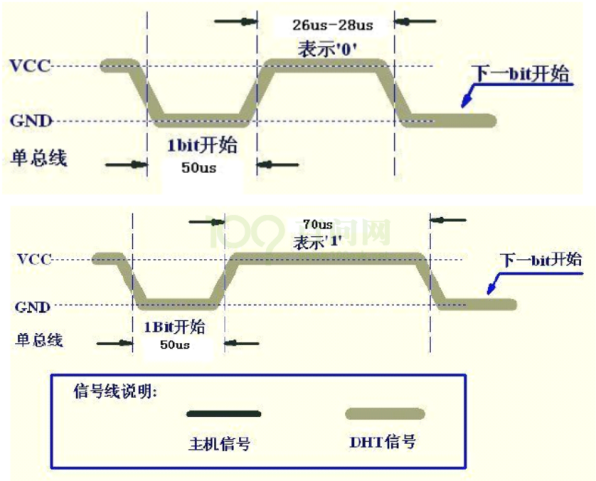 26us-28us
表示'0'
VCC
下一bit开始
GND
1bit开始
单总线
50us
70us
表示'1'
VCC
下一bit开始
GND
1Bit开始
单总线
50us
信号线说明:
主机信号
DHT信号